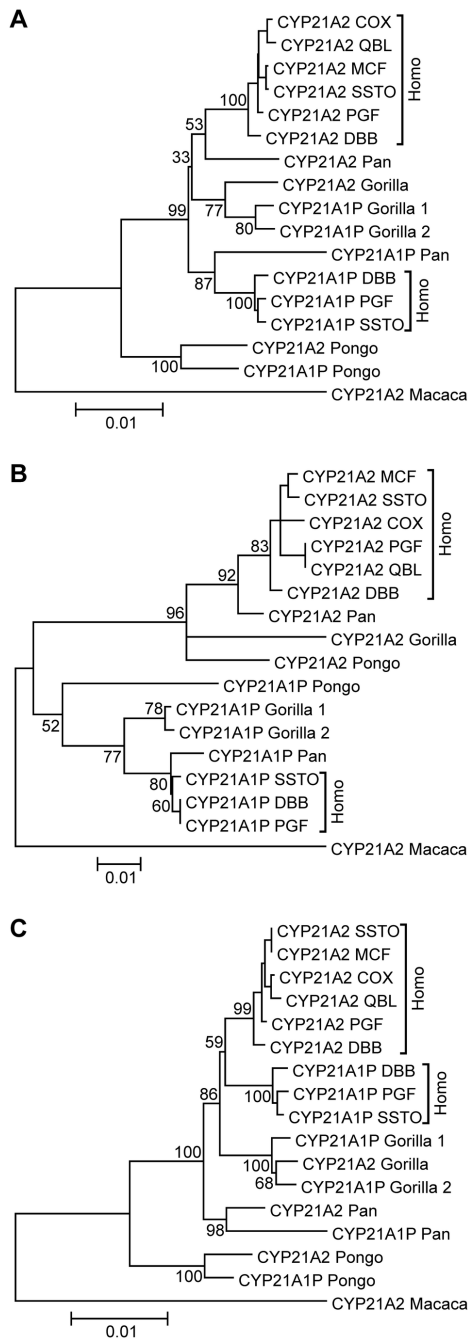 A
CYP21A2 COX
CYP21A2 QBL
CYP21A2 MCF
CYP21A2 SSTO
CYP21A2 PGF
CYP21A2 DBB
Homo
100
53
CYP21A2 Pan
33
CYP21A2 Gorilla
99
77
CYP21A1P Gorilla 1
80
CYP21A1P Gorilla 2
CYP21A1P Pan
87
CYP21A1P DBB
100
CYP21A1P PGF
CYP21A1P SSTO
Homo
CYP21A2 Pongo
100
CYP21A1P Pongo
CYP21A2 Macaca
0.01
B
CYP21A2 MCF
CYP21A2 SSTO
CYP21A2 COX
CYP21A2 PGF
CYP21A2 QBL
CYP21A2 DBB
Homo
83
92
CYP21A2 Pan
96
CYP21A2 Gorilla
CYP21A2 Pongo
CYP21A1P Pongo
52
78
CYP21A1P Gorilla 1
CYP21A1P Gorilla 2
77
CYP21A1P Pan
80
CYP21A1P SSTO
60
CYP21A1P DBB
CYP21A1P PGF
Homo
CYP21A2 Macaca
0.01
C
CYP21A2 SSTO
CYP21A2 MCF
CYP21A2 COX
CYP21A2 QBL
CYP21A2 PGF
CYP21A2 DBB
Homo
99
59
CYP21A1P DBB
100
CYP21A1P PGF
CYP21A1P SSTO
Homo
86
CYP21A1P Gorilla 1
100
CYP21A2 Gorilla
68
CYP21A1P Gorilla 2
100
CYP21A2 Pan
98
CYP21A1P Pan
CYP21A2 Pongo
100
CYP21A1P Pongo
CYP21A2 Macaca
0.01